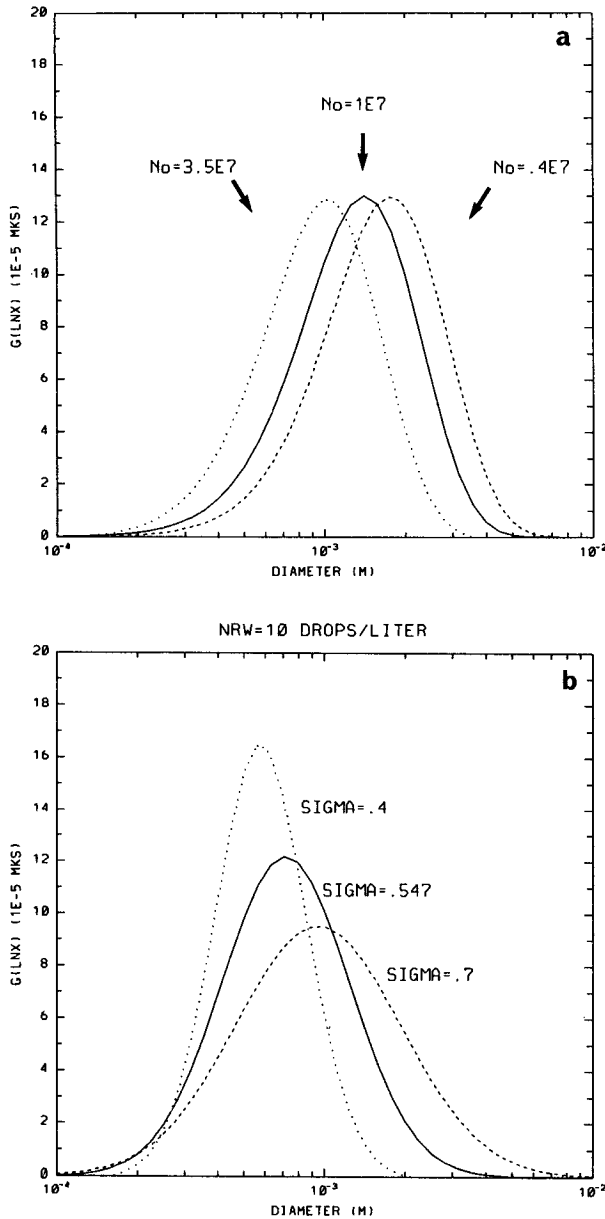 a
20
18
16
14
12
10
8
6
4
2
0
G(LNX) (1E-5 MKS)
No=1E7
No=3.5E7
No=.4E7
10-4
10-3
10-2
DIAMETER (M)
NRW=10 DROPS/LITER
b
20
18
16
14
12
10
8
6
4
2
0
G(LNX) (1E-5 MKS)
SIGMA=.4
SIGMA=.547
SIGMA=.7
10-4
10-3
10-2
DIAMETER (M)